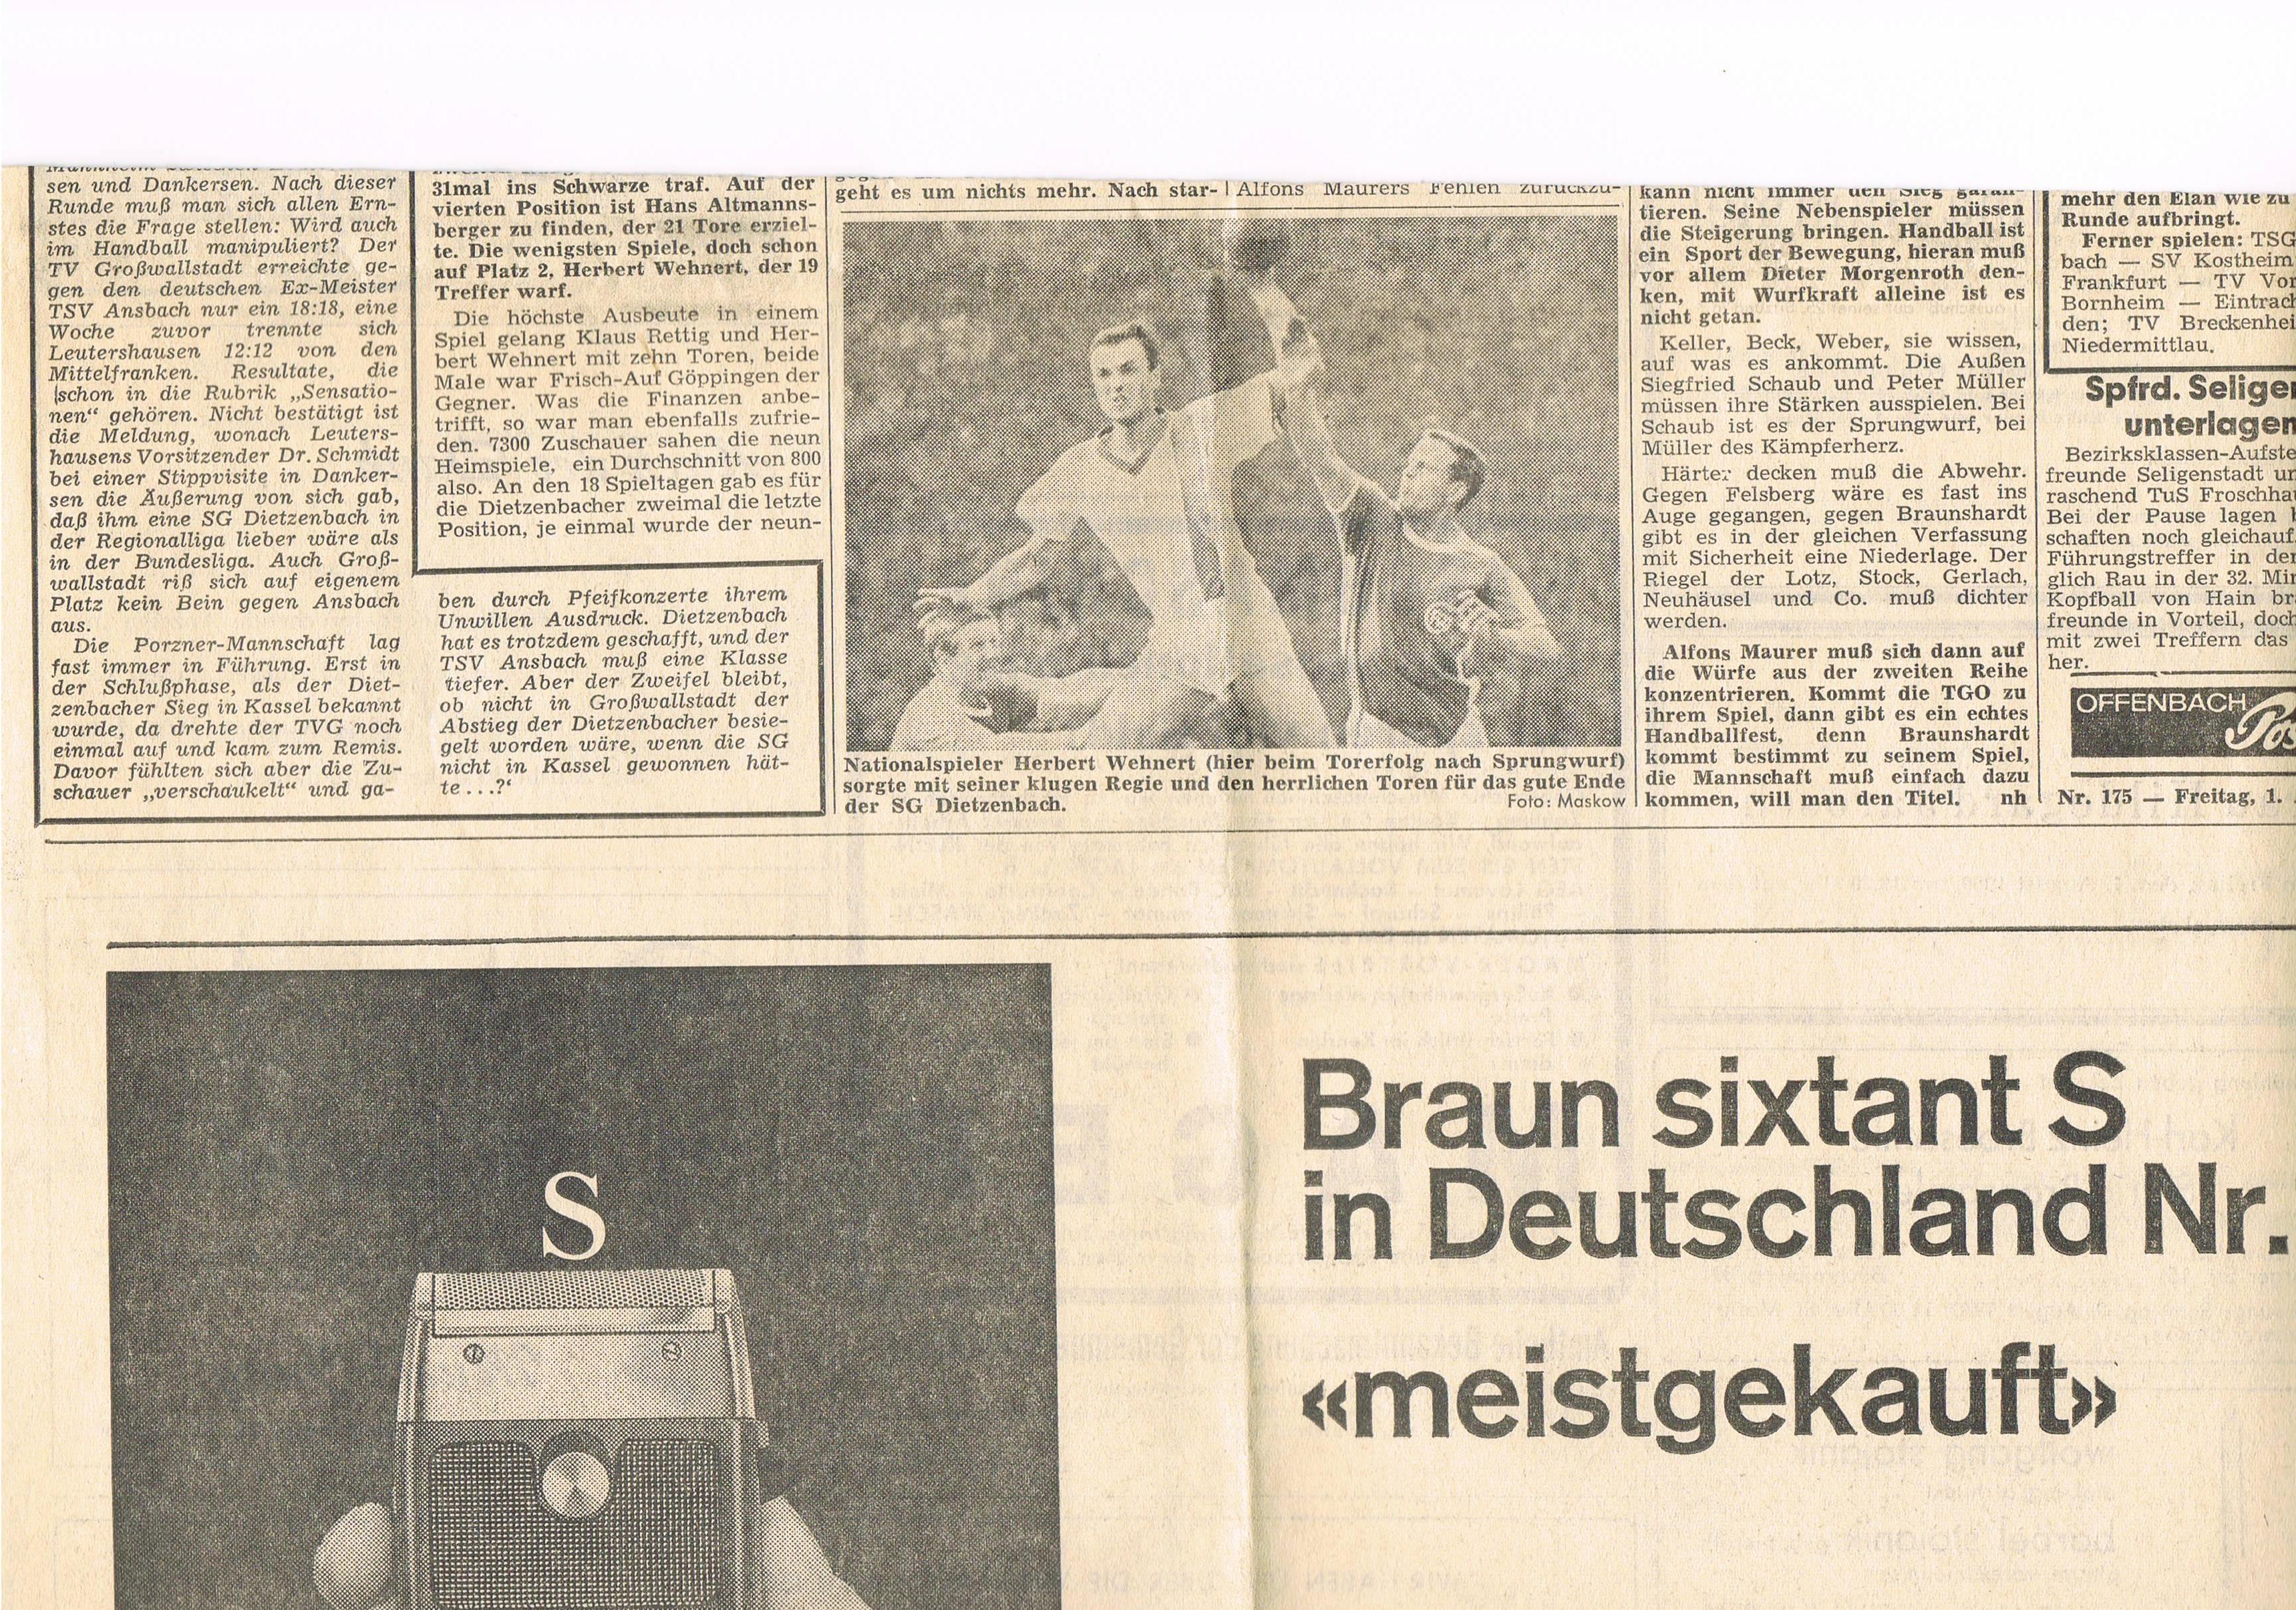 sen und Dankersen. Nach dieser
Runde muß man sich allen Ern-
stes die Frage stellen: Wird auch
im Handball manipuliert? Der
TV Großwallstadt erreichte ge-
gen den deutschen Ex-Meister
TSV Ansbach nur ein 18:18, eine
Woche zuvor trennte sich
Leutershausen 12:12 von den
Mittelfranken. Resultate, die
schon in die Rubrik „Sensatio-
nen“ gehören. Nicht bestätigt ist
die Meldung, wonach Leuters-
hausens Vorsitzender Dr. Schmidt
bei einer Stippvisite in Danker-
sen die Äußerung von sich gab,
daß ihm eine SG Dietzenbach in
der Regionalliga lieber wäre als
in der Bundesliga. Auch Groß-
wallstadt riß sich auf eigenem
Platz kein Bein gegen Ansbach
aus.
Die Porzner-Mannschaft lag
fast immer in Führung. Erst in
der Schlußphase, als der Diet-
zenbacher Sieg in Kassel bekannt
wurde, da drehte der TVG noch
einmal auf und kam zum Remis.
Davor fühlten sich aber die Zu-
schauer „verschaukelt“ und ga-
ben durch Pfeifkonzerte ihrem
Unwillen Ausdruck. Dietzenbach
hat es trotzdem geschafft, und der
TSV Ansbach muß eine Klasse
tiefer. Aber der Zweifel bleibt,
ob nicht in Großwallstadt der
Abstieg der Dietzenbacher besie-
gelt worden wäre, wenn die SG
nicht in Kassel gewonnen hät-
te...?‘
31mal ins Schwarze traf. Auf der
vierten Position ist Hans Altmanns-
berger zu finden, der 21 Tore erziel-
te. Die wenigsten Spiele, doch schon
auf Platz 2, Herbert Wehnert, der 19
Treffer warf.
Die höchste Ausbeute in einem
Spiel gelang Klaus Rettig und Her-
bert Wehnert mit zehn Toren, beide
Male war Frisch-Auf Göppingen der
Gegner. Was die Finanzen anbe-
trifft, so war man ebenfalls zufrie-
den. 7300 Zuschauer sahen die neun
Heimspiele, ein Durchschnitt von 800
also. An den 18 Spieltagen gab es für
die Dietzenbacher zweimal die letzte
Position, je einmal wurde der neun-
geht es um nichts mehr. Nach star-
Alfons Maurers Fehlen zurückzu-
Nationalspieler Herbert Wehnert (hier beim Torerfolg nach Sprungwurf)
sorgte mit seiner klugen Regie und den herrlichen Toren für das gute Ende
der SG Dietzenbach. Foto: Maskow
kann nicht immer den Sieg garan-
tieren. Seine Nebenspieler müssen
die Steigerung bringen. Handball ist
ein Sport der Bewegung, hieran muß
vor allem Dieter Morgenroth den-
ken, mit Wurfkraft alleine ist es
nicht getan.
Keller, Beck, Weber, sie wissen,
auf was es ankommt. Die Außen
Siegfried Schaub und Peter Müller
müssen ihre Stärken ausspielen. Bei
Schaub ist es der Sprungwurf, bei
Müller des Kämpferherz.
Härter decken muß die Abwehr.
Gegen Felsberg wäre es fast ins
Auge gegangen, gegen Braunshardt
gibt es in der gleichen Verfassung
mit Sicherheit eine Niederlage. Der
Riegel der Lotz, Stock, Gerlach,
Neuhäusel und Co. muß dichter
werden.
Alfons Maurer muß sich dann auf
die Würfe aus der zweiten Reihe
konzentrieren. Kommt die TGO zu
ihrem Spiel, dann gibt es ein echtes
Handballfest, denn Braunshardt
kommt bestimmt zu seinem Spiel,
die Mannschaft muß einfach dazu
kommen, will man den Titel. nh
mehr den Elan wie zu
Runde aufbringt.
Ferner spielen: TSG
bach — SV Kostheim
Frankfurt — TV Vor
Bornheim — Eintrach
den; TV Breckenhei
Niedermittlau.
Spfrd. Selige
unterlagen
Bezirksklassen-Aufste
freunde Seligenstadt un
raschend TuS Froschha
Bei der Pause lagen
schaften noch gleichauf
Führungstreffer in der
glich Rau in der 32. Min
Kopfball von Hain br
freunde in Vorteil, doch
mit zwei Treffern das
her.
OFFENBACH
Pos
Nr. 175 — Freitag, 1.
S
Braun sixtant S
in Deutschland Nr.
«meistgekauft»